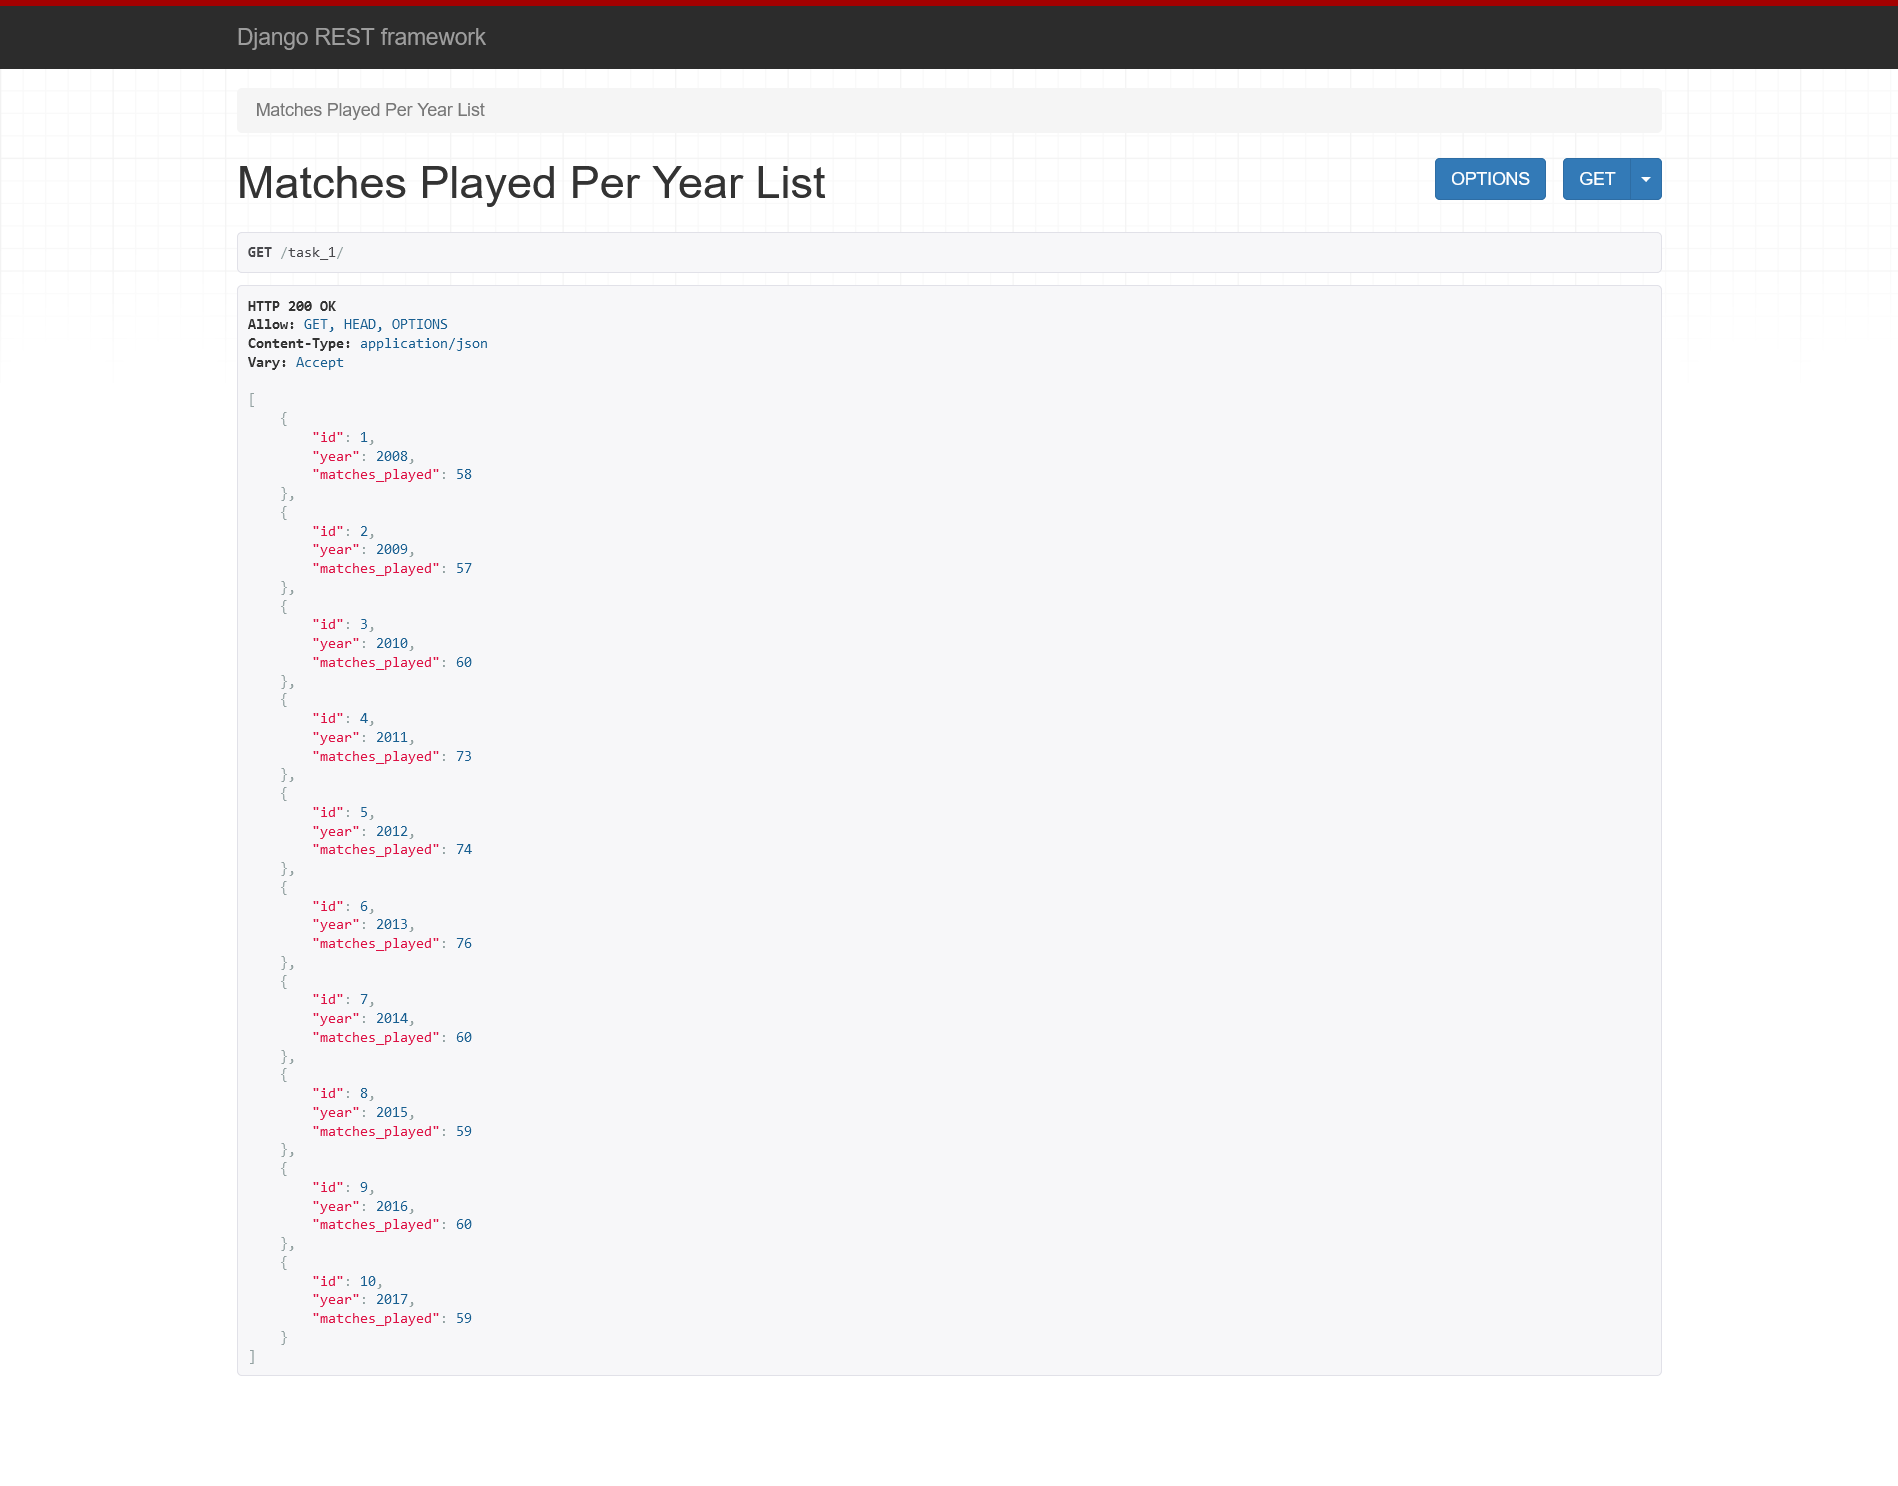 Django REST framework
Matches Played Per Year List
Matches Played Per Year List
OPTIONS
GET
GET /task_1/
HTTP 200 OK
Allow: GET, HEAD, OPTIONS
Content-Type: application/json
Vary: Accept
[
    {
        "id": 1,
        "year": 2008,
        "matches_played": 58
    },
    {
        "id": 2,
        "year": 2009,
        "matches_played": 57
    },
    {
        "id": 3,
        "year": 2010,
        "matches_played": 60
    },
    {
        "id": 4,
        "year": 2011,
        "matches_played": 73
    },
    {
        "id": 5,
        "year": 2012,
        "matches_played": 74
    },
    {
        "id": 6,
        "year": 2013,
        "matches_played": 76
    },
    {
        "id": 7,
        "year": 2014,
        "matches_played": 60
    },
    {
        "id": 8,
        "year": 2015,
        "matches_played": 59
    },
    {
        "id": 9,
        "year": 2016,
        "matches_played": 60
    },
    {
        "id": 10,
        "year": 2017,
        "matches_played": 59
    }
]